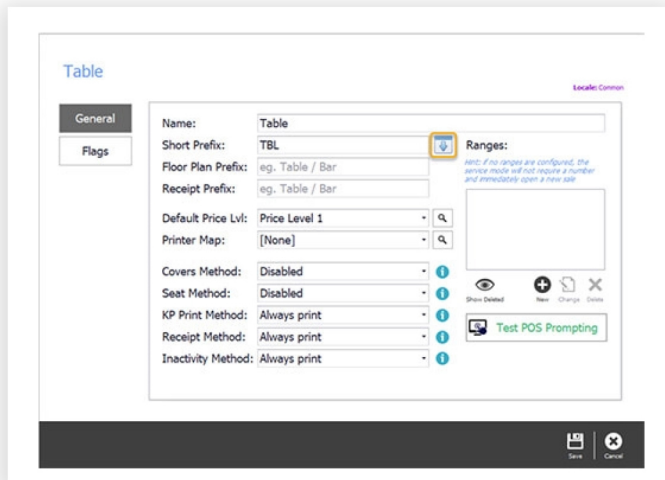 Table
Locale: Common
General
Flags
Name: Table
Short Prefix: TBL
Floor Plan Prefix: eg. Table / Bar
Receipt Prefix: eg. Table / Bar
Default Price Lvl: Price Level 1
Printer Map: [None]
Covers Method: Disabled
Seat Method: Disabled
KP Print Method: Always print
Receipt Method: Always print
Inactivity Method: Always print
Ranges:
Hint: if no ranges are configured, the
service mode will not require a number
and immediately open a new sale
Show Deleted
New Change Delete
Test POS Prompting
Save Cancel